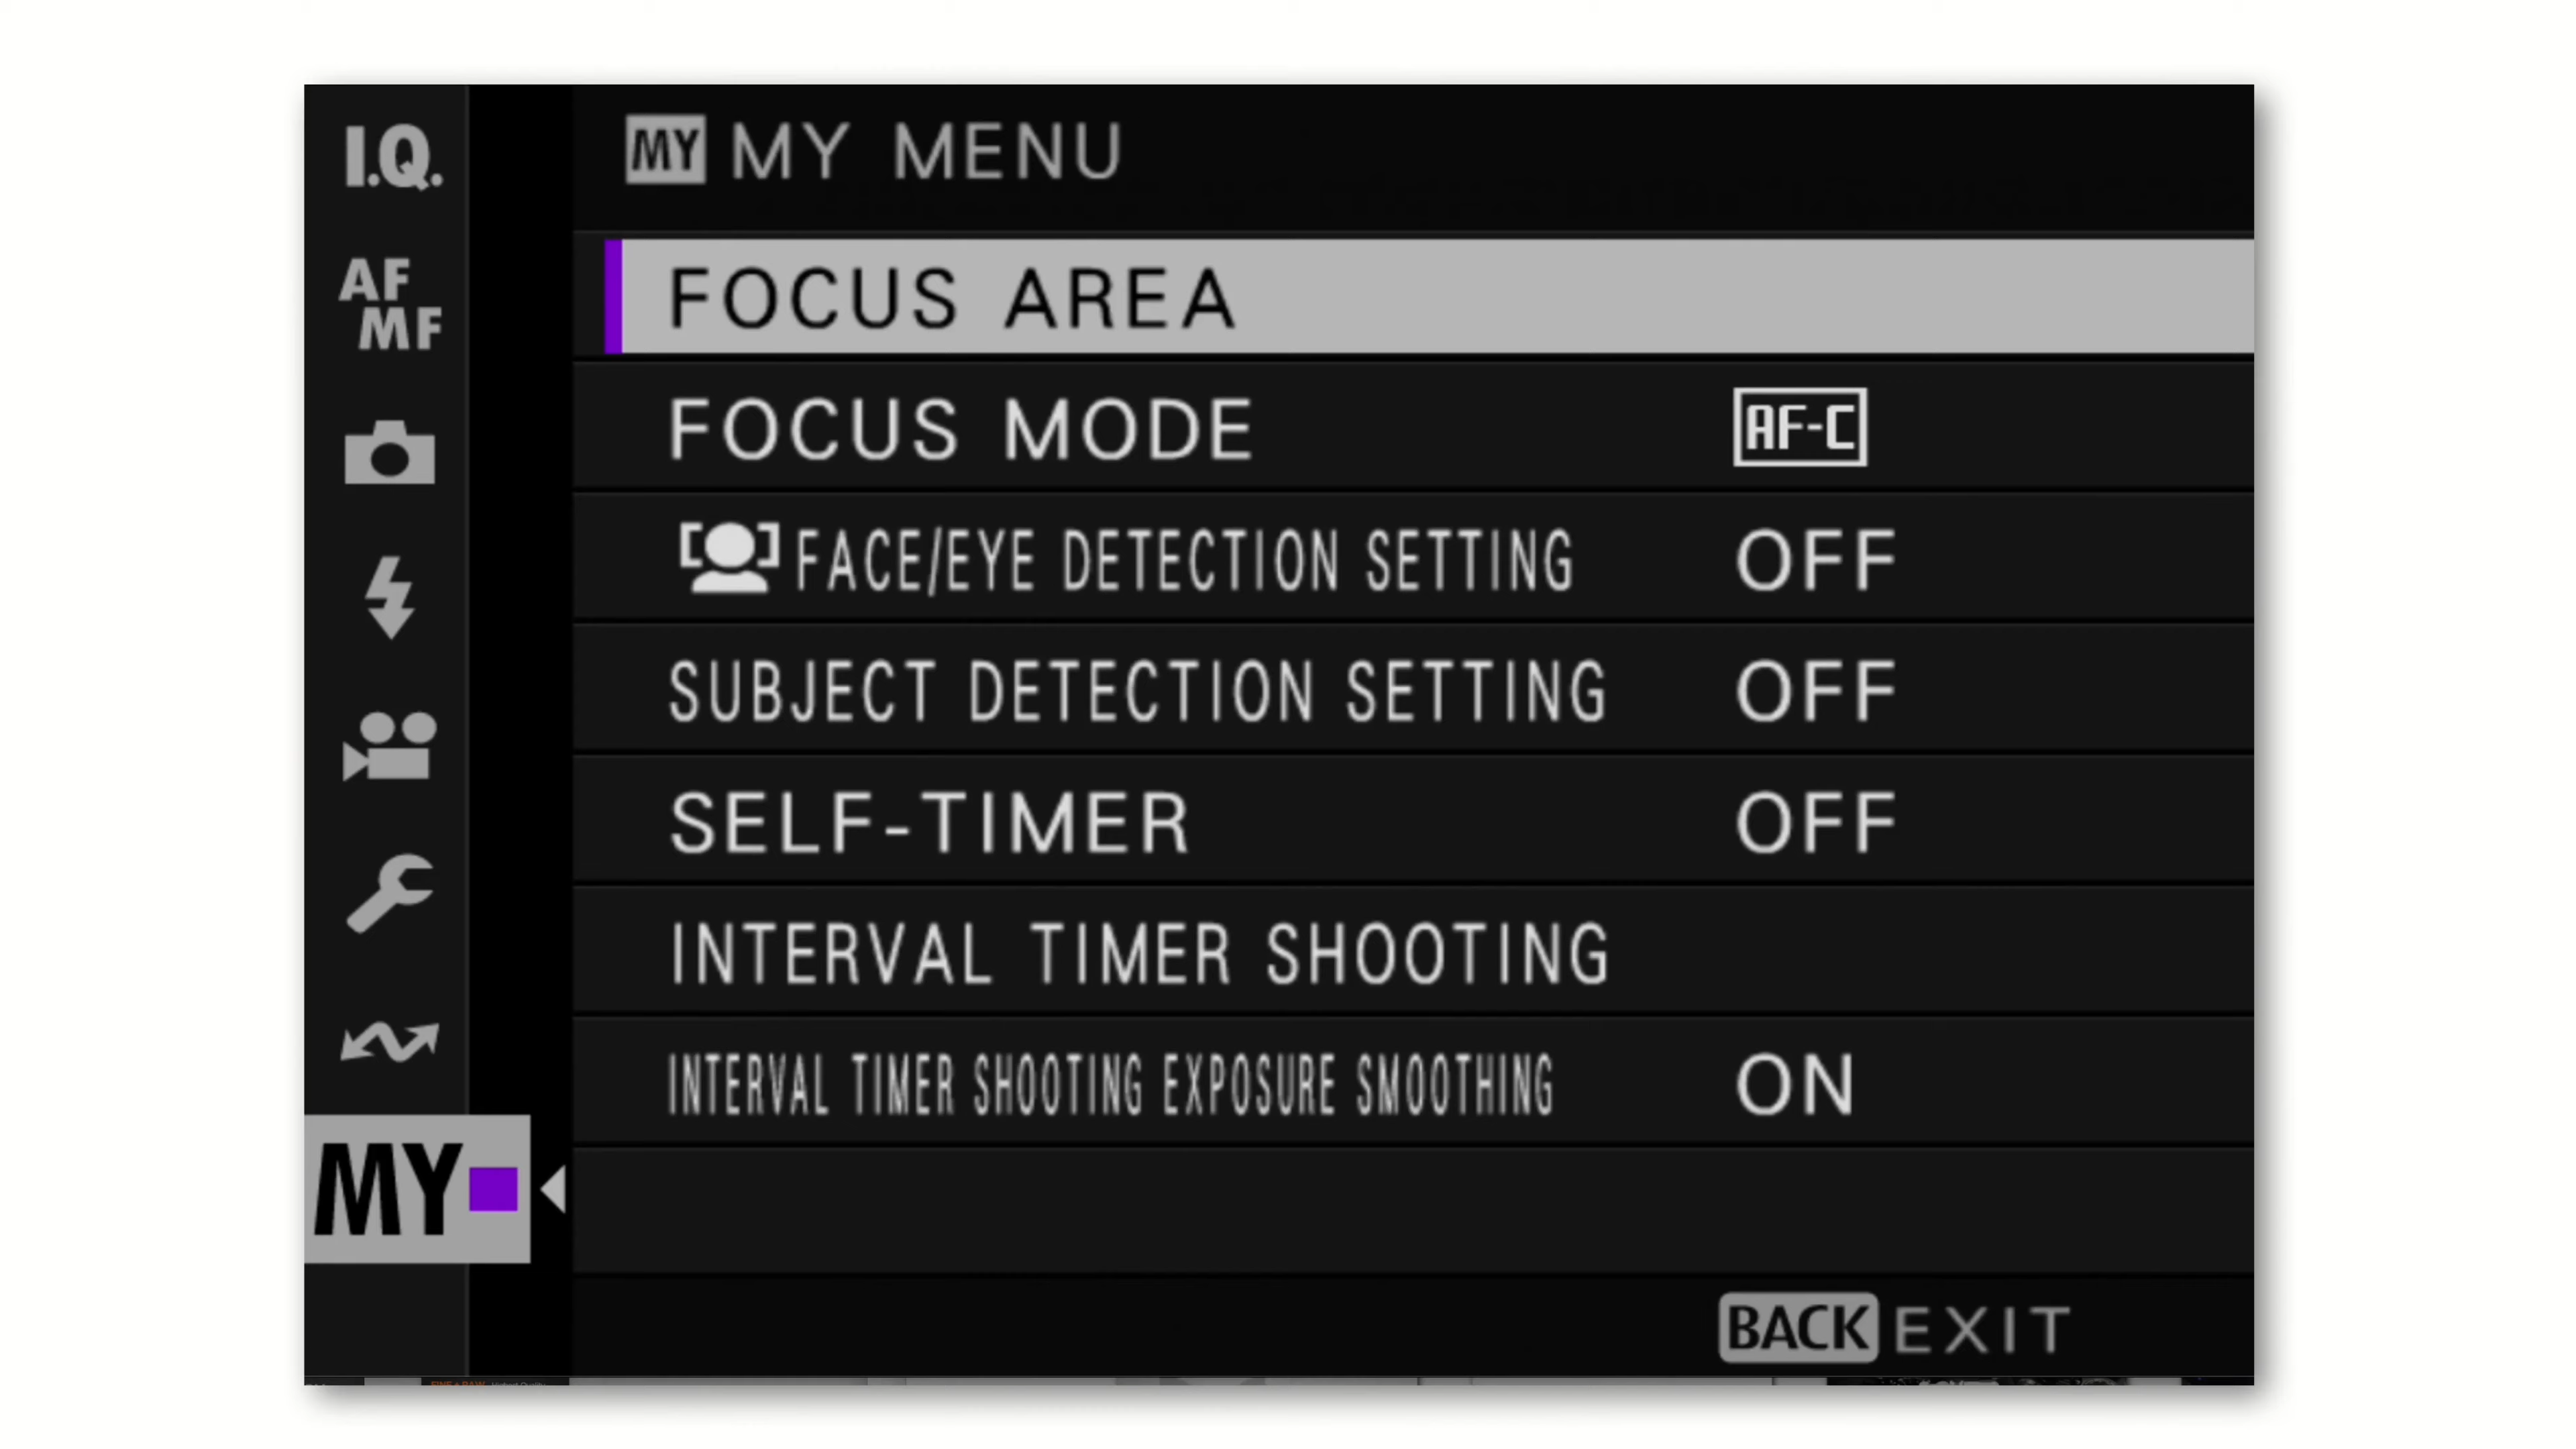 I.Q.
MY MY MENU
AF
MF
FOCUS AREA
FOCUS MODE AF-C
FACE/EYE DETECTION SETTING OFF
SUBJECT DETECTION SETTING OFF
SELF-TIMER OFF
INTERVAL TIMER SHOOTING
INTERVAL TIMER SHOOTING EXPOSURE SMOOTHING ON
MY
BACK EXIT